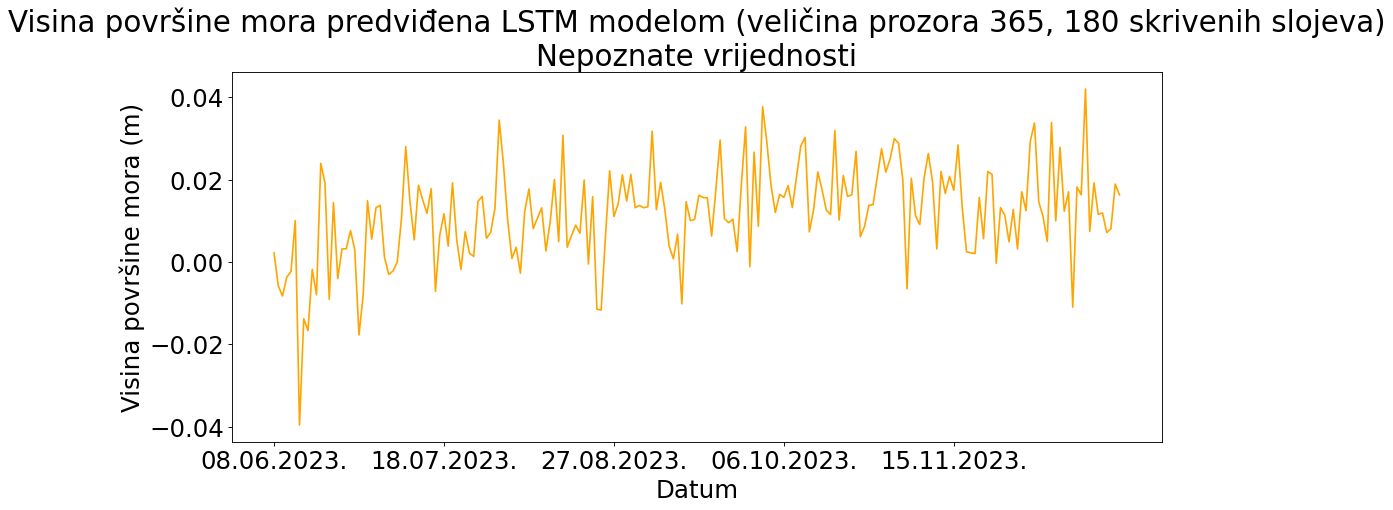 Visina površine mora predviđena LSTM modelom (veličina prozora 365, 180 skrivenih slojeva)
Nepoznate vrijednosti
Visina površine mora (m)
0.04
0.02
0.00
−0.02
−0.04
08.06.2023.
18.07.2023.
27.08.2023.
06.10.2023.
15.11.2023.
Datum